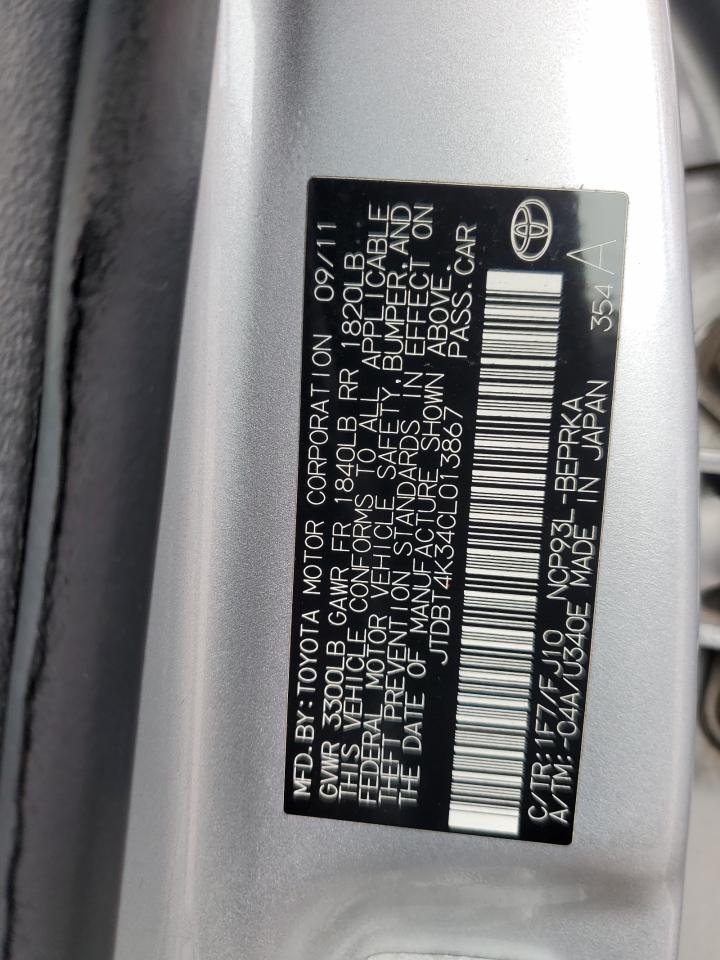 MFD.BY:TOYOTA MOTOR CORPORATION 09/11
GVWR 3300LB GAWR FR 1840LB RR 1820LB
THIS VEHICLE CONFORMS TO ALL APPLICABLE
FEDERAL MOTOR VEHICLE SAFETY,BUMPER,AND
THEFT PREVENTION STANDARDS IN EFFECT ON
THE DATE OF MANUFACTURE SHOWN ABOVE.
JTDBT4K34CL013867 PASS.CAR
C/TR:1F7/FJ10 NCP93L-BEPRKA
A/TM:-04A/U340E MADE IN JAPAN 354 A